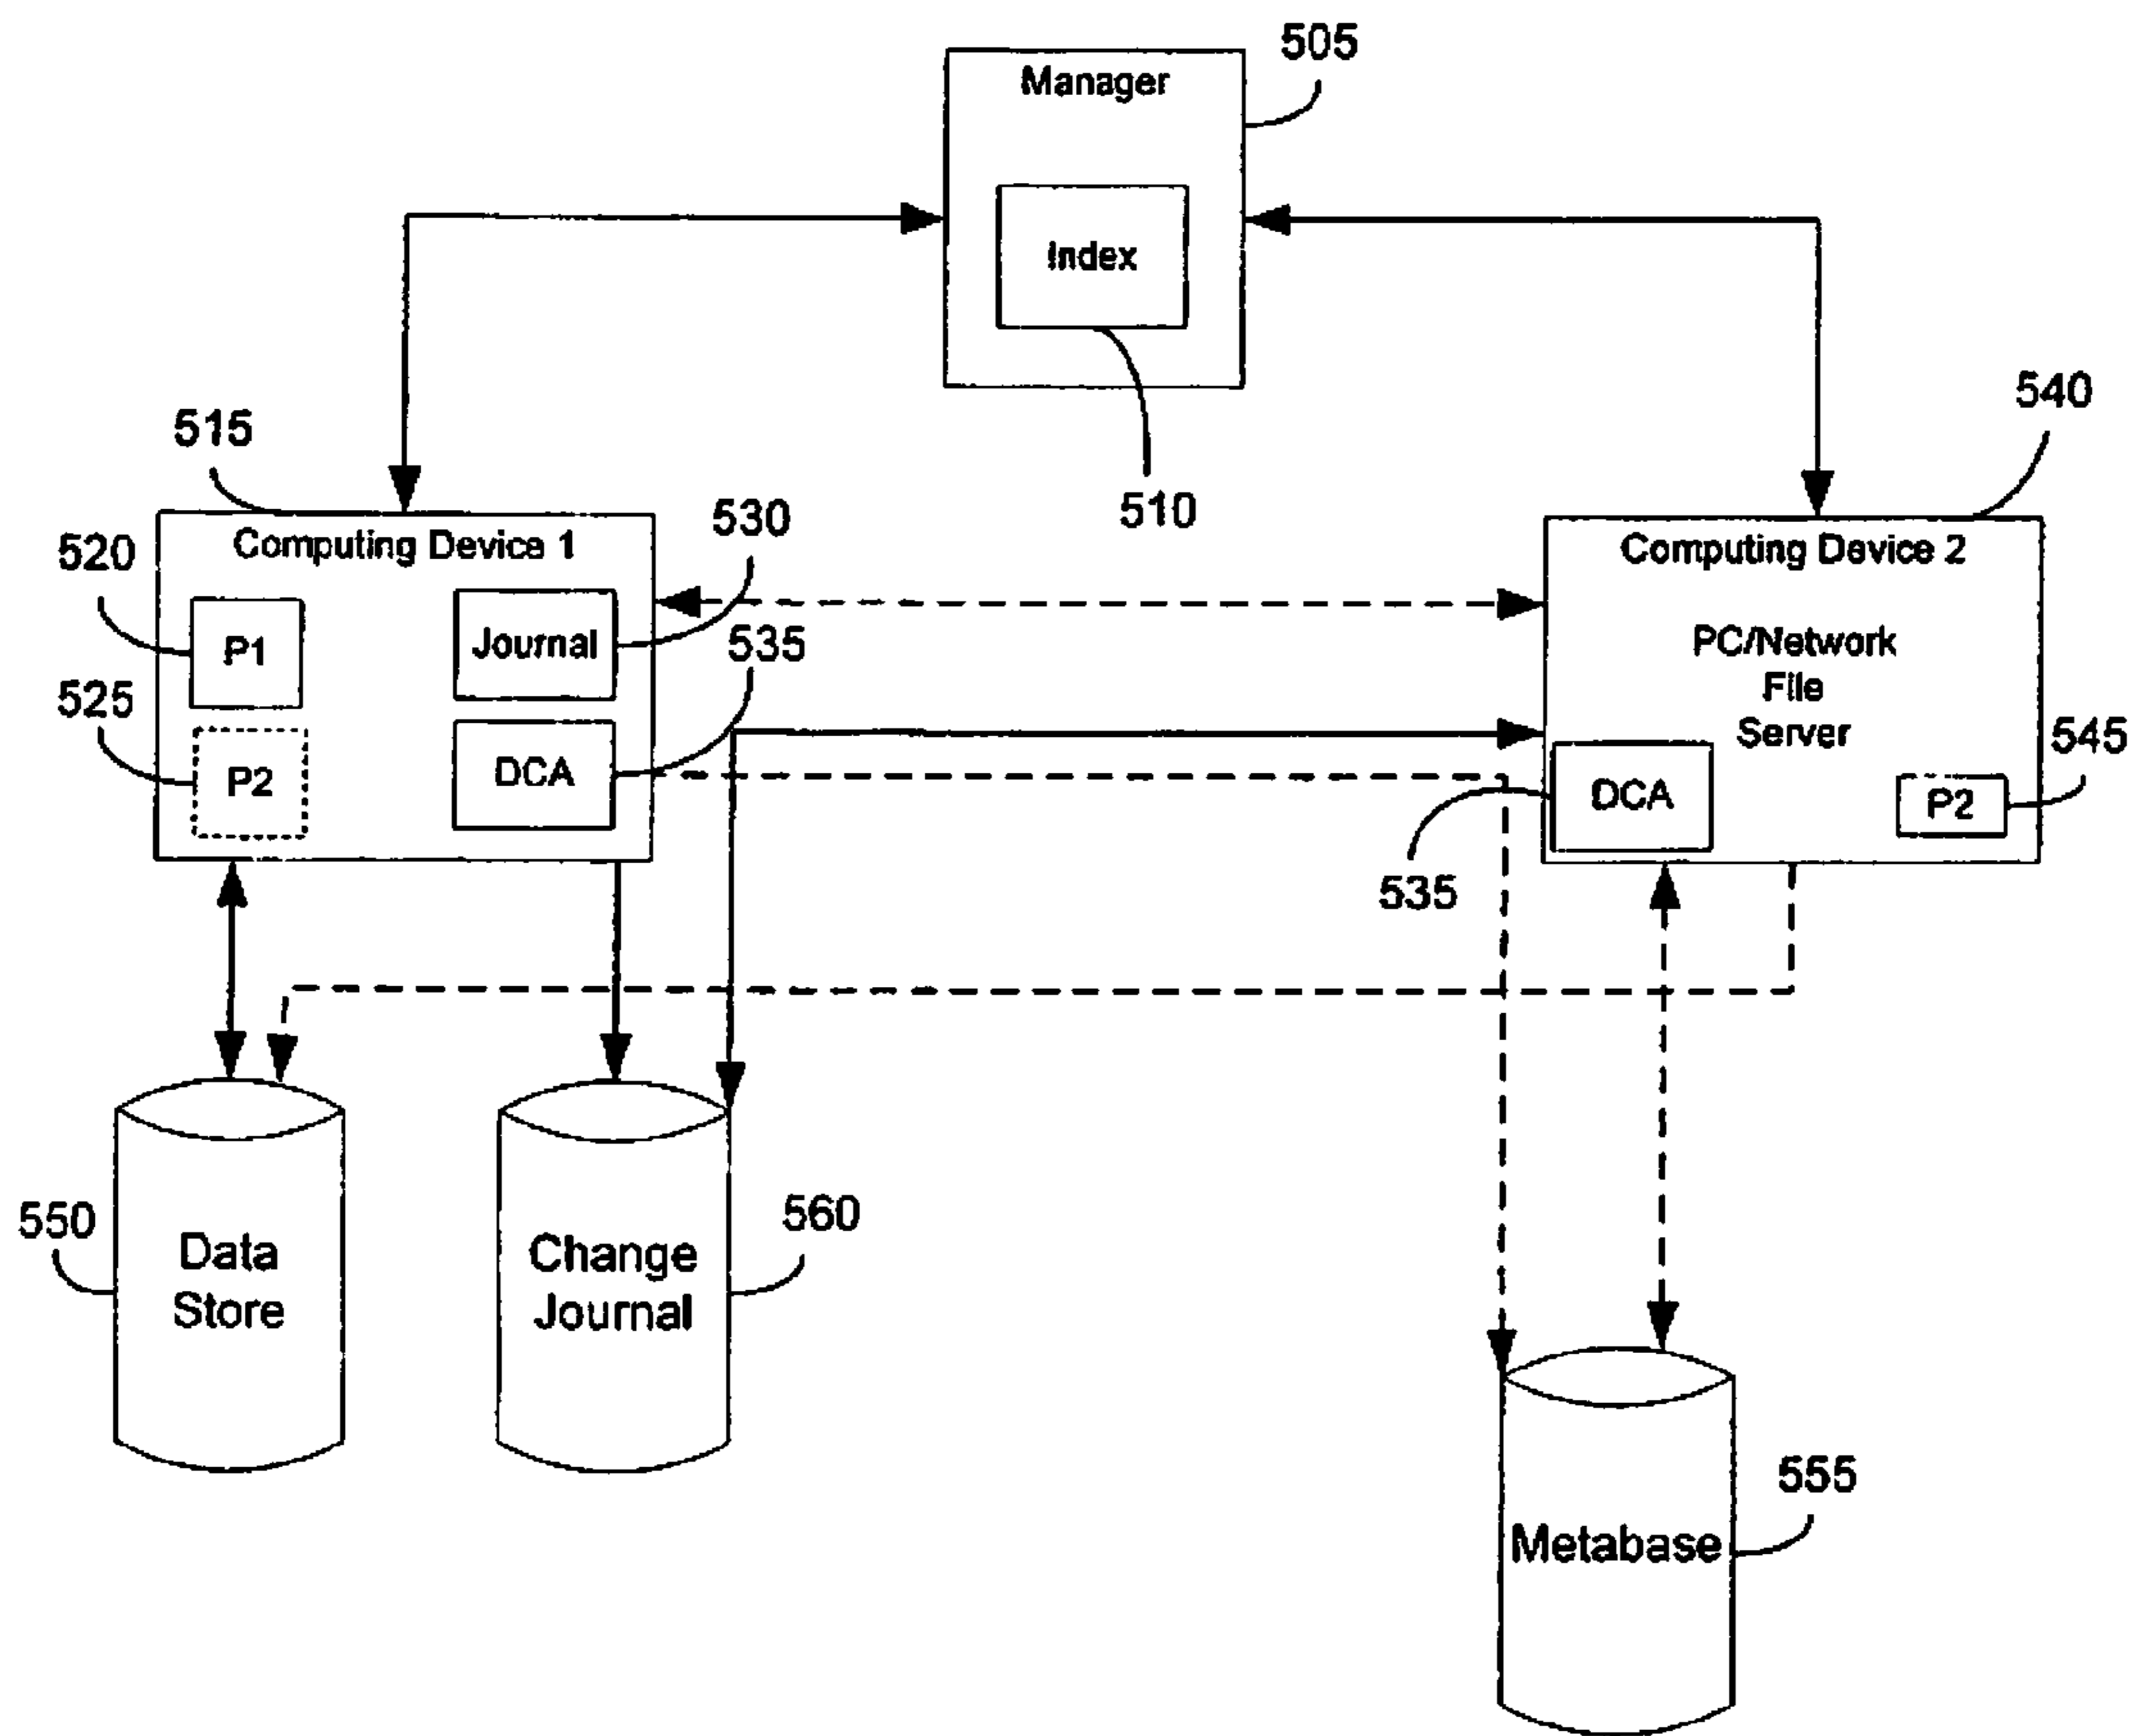 505
Manager
Index
510
515
540
Computing Device 1
530
520
P1
Journal
535
525
P2
DCA
Computing Device 2
PC/Network
File
Server
545
DCA
P2
535
550
Data
Store
Change
Journal
560
555
Metabase